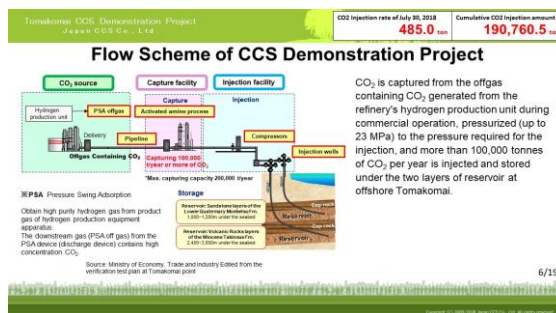 Tomakomai CCS Demonstration Project
Japan CCS Co., Ltd.
CO2 Injection rate of July 30, 2018
485.0 ton
Cumulative CO2 Injection amount
190,760.5
Flow Scheme of CCS Demonstration Project
CO2 source
Capture facility
Injection facility
Hydrogen
production unit
PSA offgas
Capture
Activated amine process
Injection
Delivery
Pipeline
Compressors
Offgas Containing CO2
Capturing 100,000
t/year or more of CO2
Injection wells
*Max. capturing capacity 200,000 t/year
CO2 is captured from the offgas
containing CO2 generated from the
refinery's hydrogen production unit during
commercial operation, pressurized (up to
23 MPa) to the pressure required for the
injection, and more than 100,000 tonnes
of CO2 per year is injected and stored
under the two layers of reservoir at
offshore Tomakomai.
※PSA Pressure Swing Adsorption
Obtain high purity hydrogen gas from product
gas of hydrogen production equipment
apparatus.
The downstream gas (PSA off gas) from the
PSA device (discharge device) contains high
concentration CO2
Storage
Reservoir: Sandstone layers of the
Lower Quaternary Moebetsu Fm.
Reservoir: Volcanic Rocks layers
of the Miocene Takinoue Fm.
Cap rock
Reservoir
Cap rock
Reservoir
Source: Ministry of Economy, Trade and Industry Edited from the
verification test plan at Tomakomai point
6/19